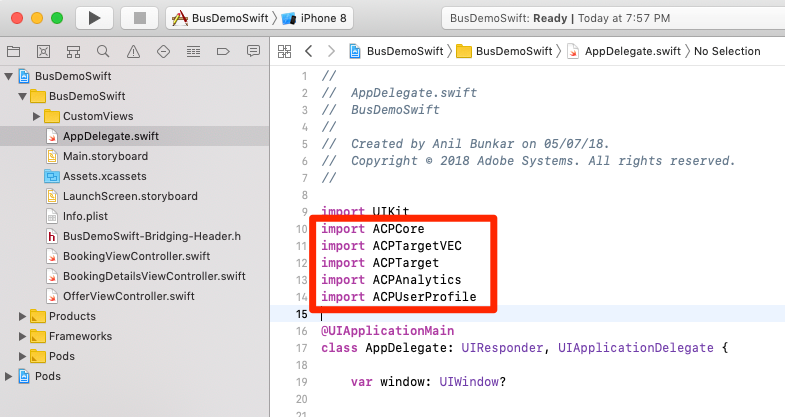 BusDemoSwift
iPhone 8
BusDemoSwift: Ready | Today at 7:57 PM
BusDemoSwift
BusDemoSwift
AppDelegate.swift
No Selection
BusDemoSwift
BusDemoSwift
CustomViews
AppDelegate.swift
Main.storyboard
Assets.xcassets
LaunchScreen.storyboard
Info.plist
h BusDemoSwift-Bridging-Header.h
BookingViewController.swift
BookingDetailsViewController.swift
OfferViewController.swift
Products
Frameworks
Pods
Pods
1 //
2 //  AppDelegate.swift
3 //  BusDemoSwift
4 //
5 //  Created by Anil Bunkar on 05/07/18.
6 //  Copyright © 2018 Adobe Systems. All rights reserved.
7 //
8
9 import UIKit
10 import ACPCore
11 import ACPTargetVEC
12 import ACPTarget
13 import ACPAnalytics
14 import ACPUserProfile
15
16 @UIApplicationMain
17 class AppDelegate: UIResponder, UIApplicationDelegate {
18
19     var window: UIWindow?
20
21